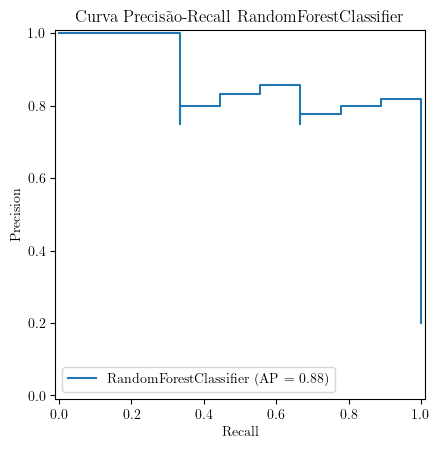 Curva Precisão-Recall RandomForestClassifier
1.0
0.8
0.6
0.4
0.2
0.0
Precision
RandomForestClassifier (AP = 0.88)
0.0 0.2 0.4 0.6 0.8 1.0
Recall